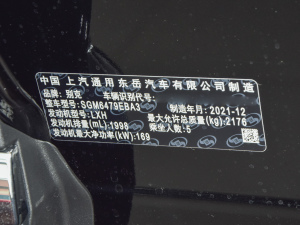 中国 上汽通用东岳汽车有限公司制造
品牌：别克 车辆识别代号：
整车型号：SGM6479EBA3 制造年月：2021-12
发动机型号：LXH 最大允许总质量(kg)：2176
发动机排量(mL)：1998 乘坐人数：5
发动机最大净功率(kW)：169